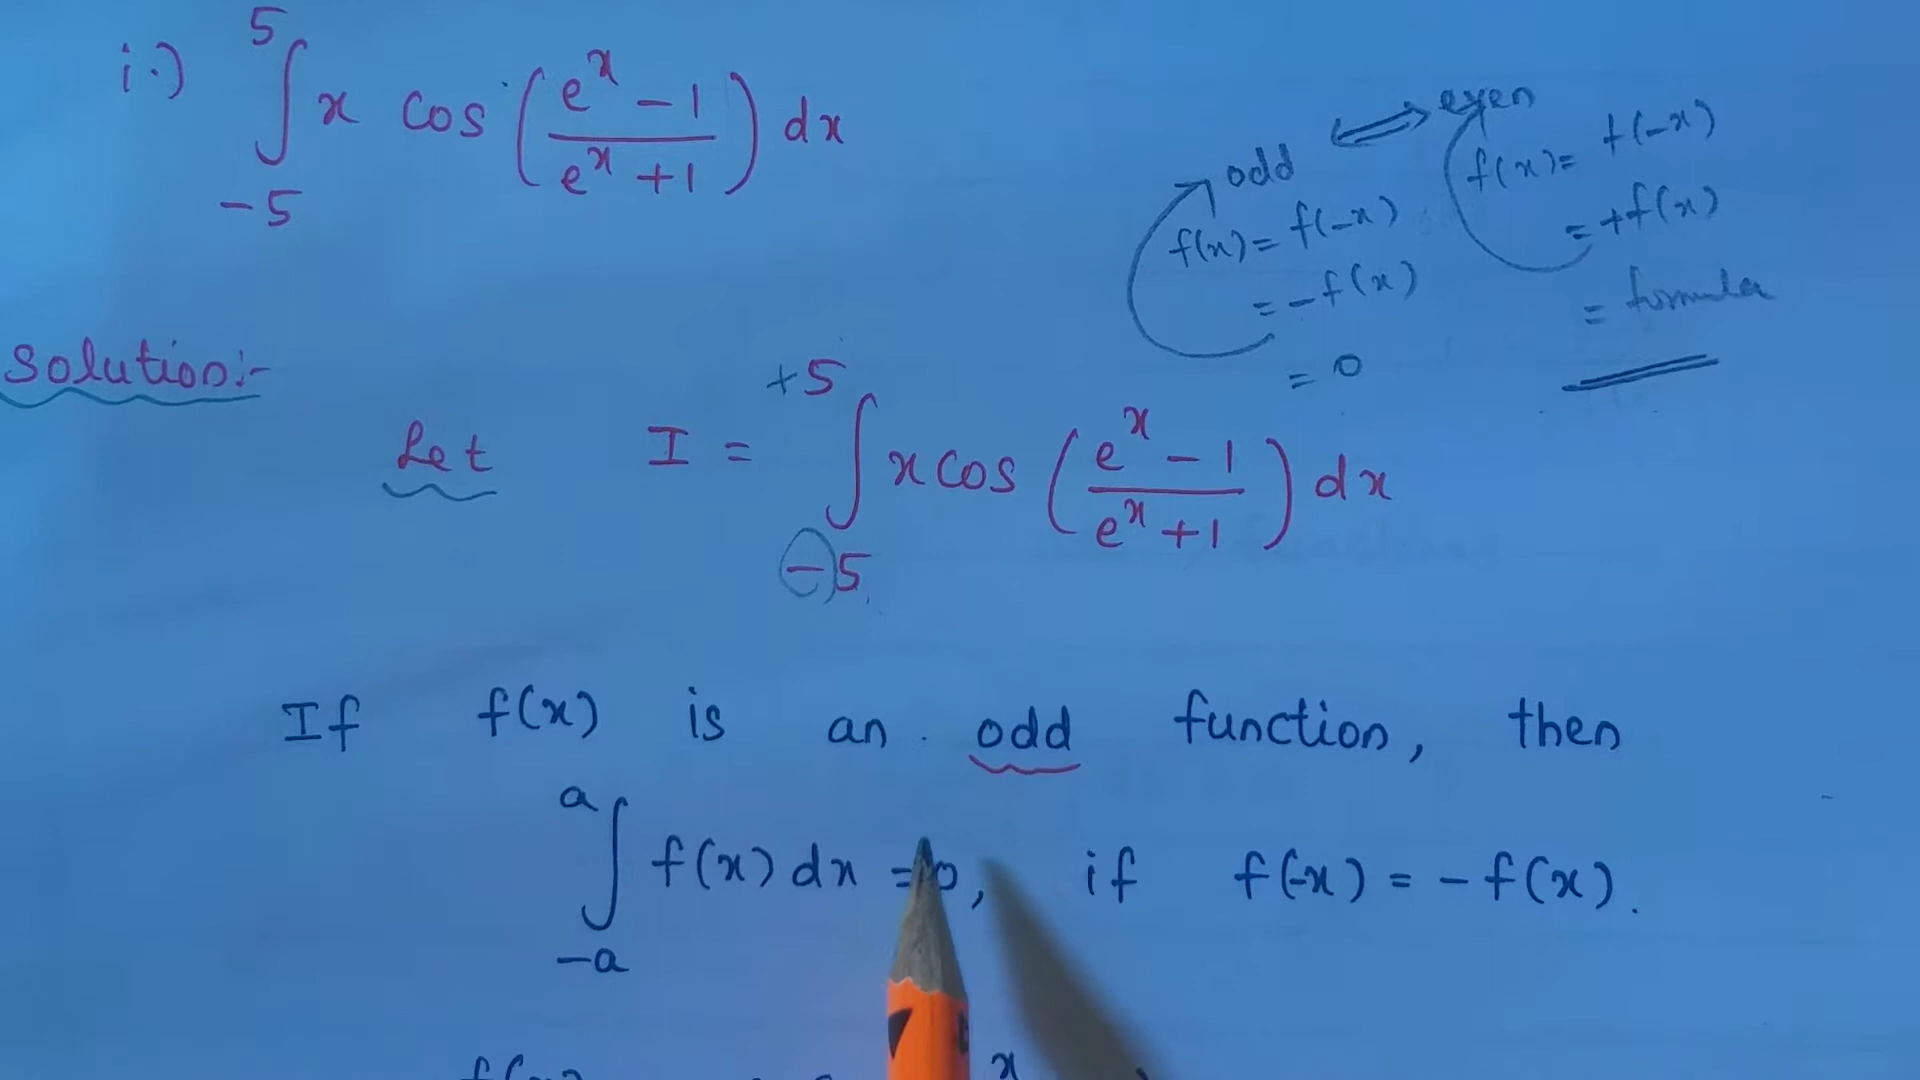 i.) ∫_{-5}^{5} x cos (e^x - 1 / e^x + 1) dx
odd ⟺ even
f(x) = f(-x)
= -f(x)
= 0
f(x) = f(-x)
= +f(x)
= formula
Solution:-
Let I = ∫_{-5}^{+5} x cos (e^x - 1 / e^x + 1) dx
If f(x) is an odd function, then
∫_{-a}^{a} f(x) dx = 0, if f(-x) = -f(x).